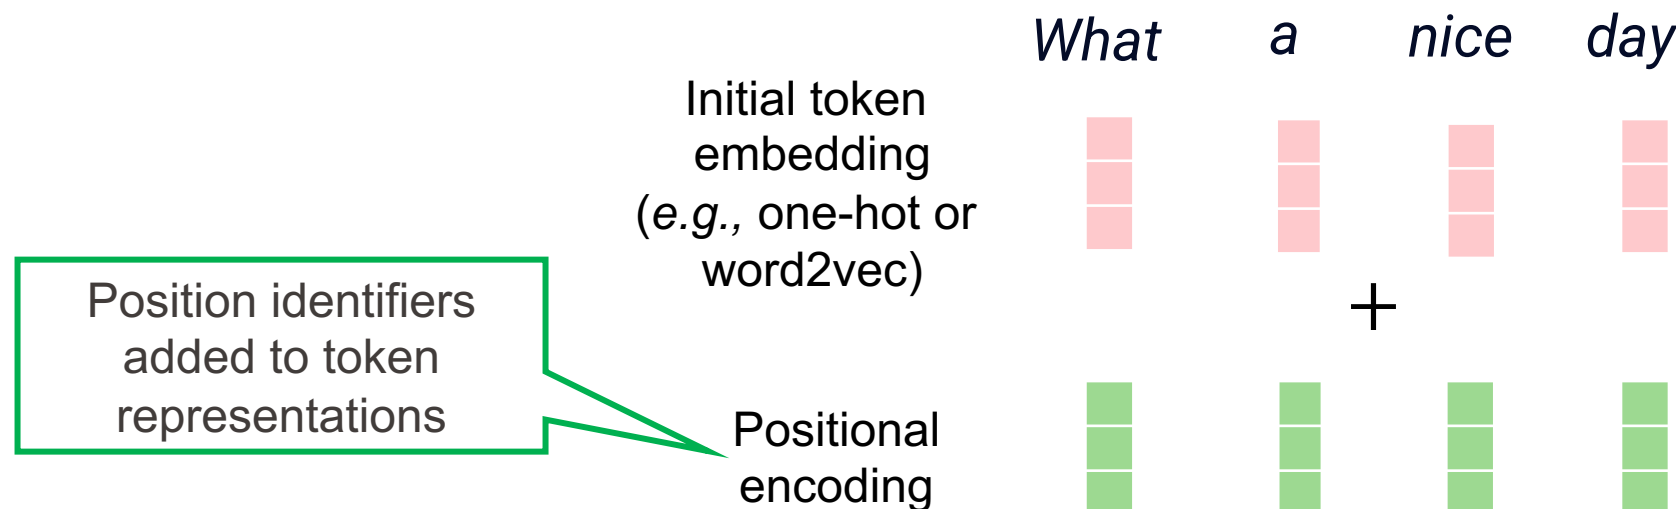 What a nice day
Initial token
embedding
(e.g., one-hot or
word2vec)
+
Position identifiers
added to token
representations
Positional
encoding